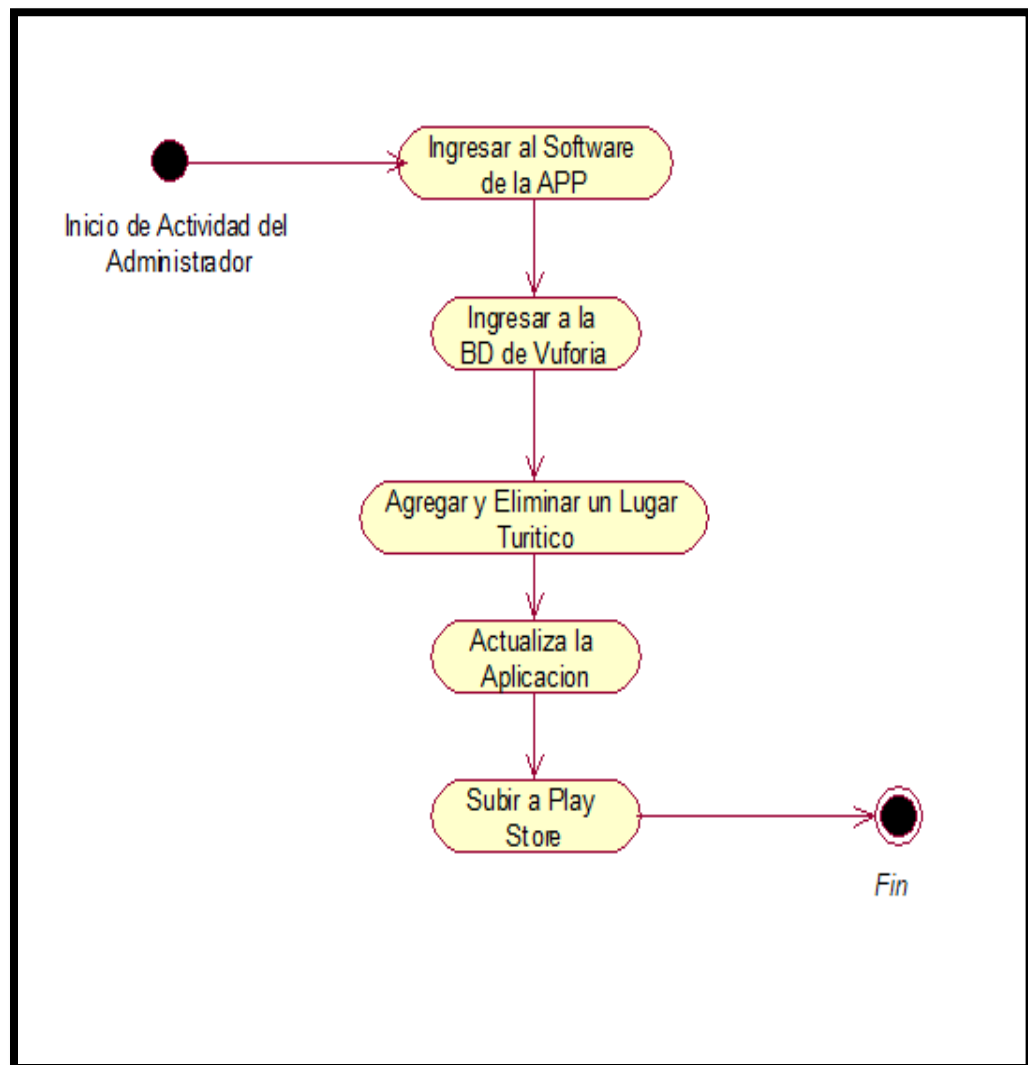 Ingresar al Software
de la APP
Inicio de Actividad del
Administrador
Ingresar a la
BD de Vuforia
Agregar y Eliminar un Lugar
Turitico
Actualiza la
Aplicacion
Subir a Play
Store
Fin